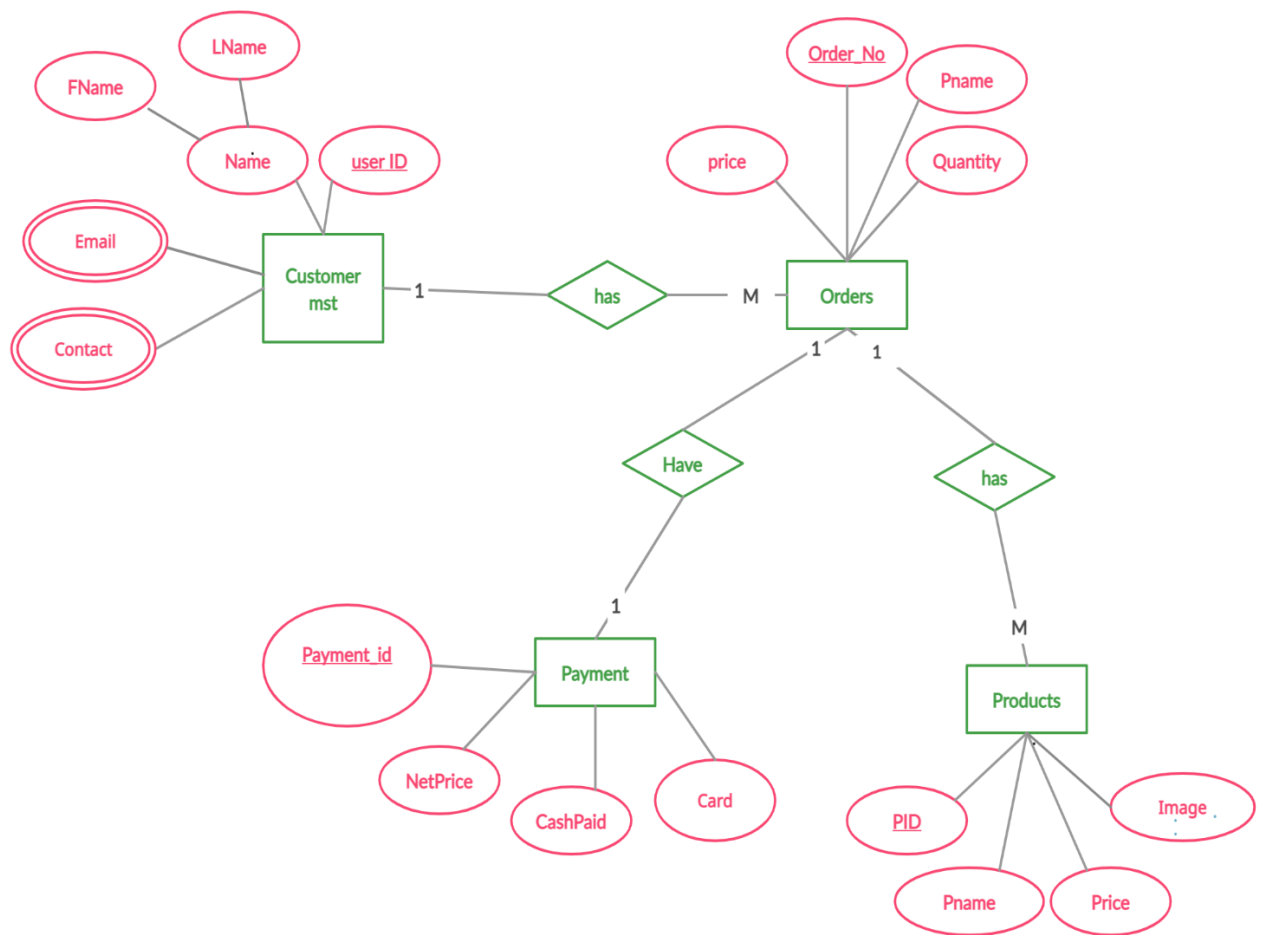 LName
FName
Name
user ID
Email
Contact
Customer
mst
1
has
M
Order_No
Pname
price
Quantity
Orders
1
1
Have
has
1
M
Payment_id
Payment
NetPrice
CashPaid
Card
Products
PID
Image
Pname
Price